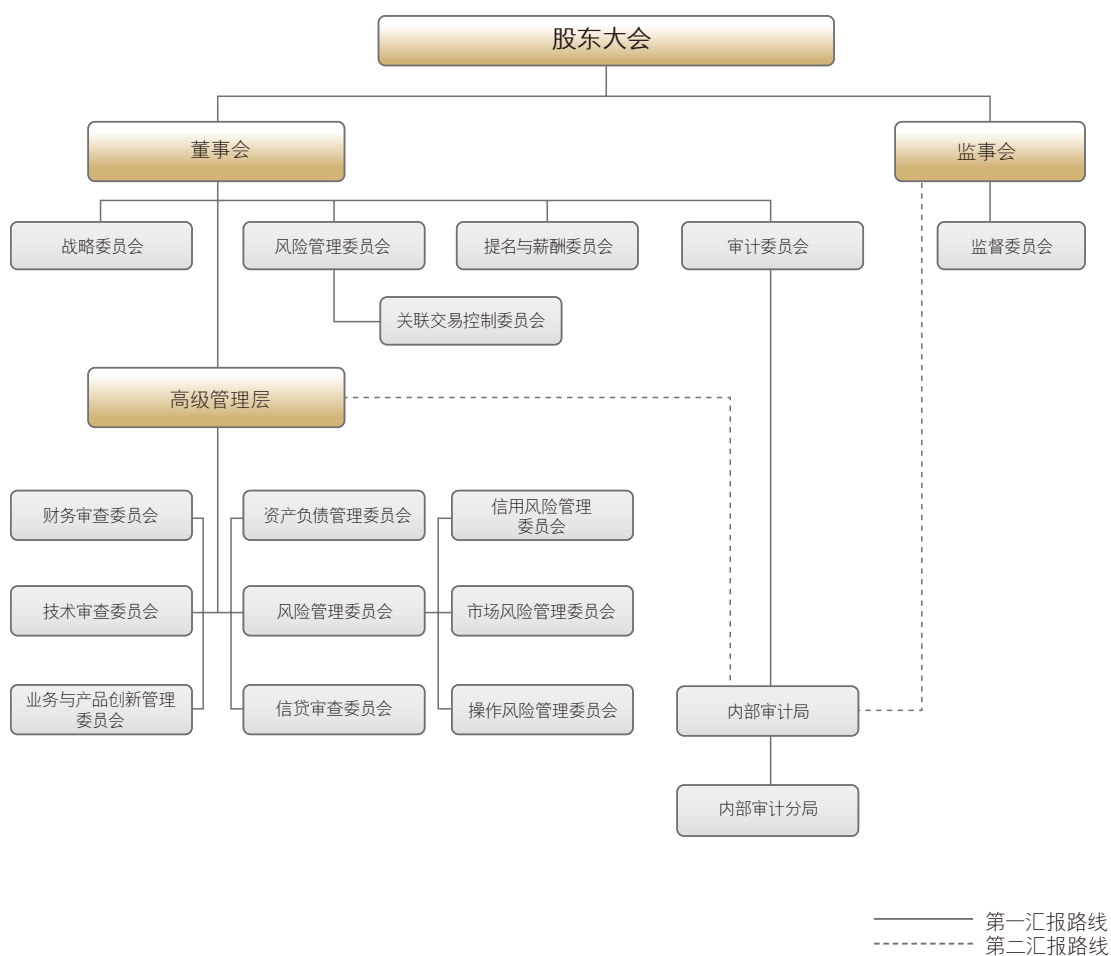 股东大会
董事会
监事会
战略委员会
风险管理委员会
提名与薪酬委员会
审计委员会
监督委员会
关联交易控制委员会
高级管理层
财务审查委员会
资产负债管理委员会
信用风险管理
委员会
技术审查委员会
风险管理委员会
市场风险管理委员会
业务与产品创新管理
委员会
信贷审查委员会
操作风险管理委员会
内部审计局
内部审计分局
第一汇报路线
第二汇报路线